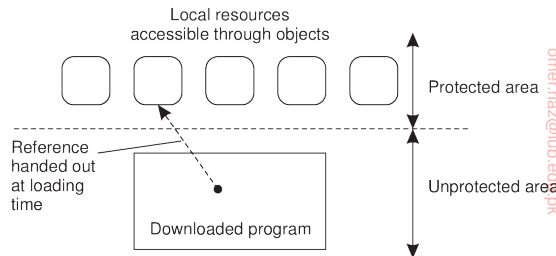 Local resources
accessible through objects
Protected area
Reference
handed out
at loading
time
Unprotected area
Downloaded program